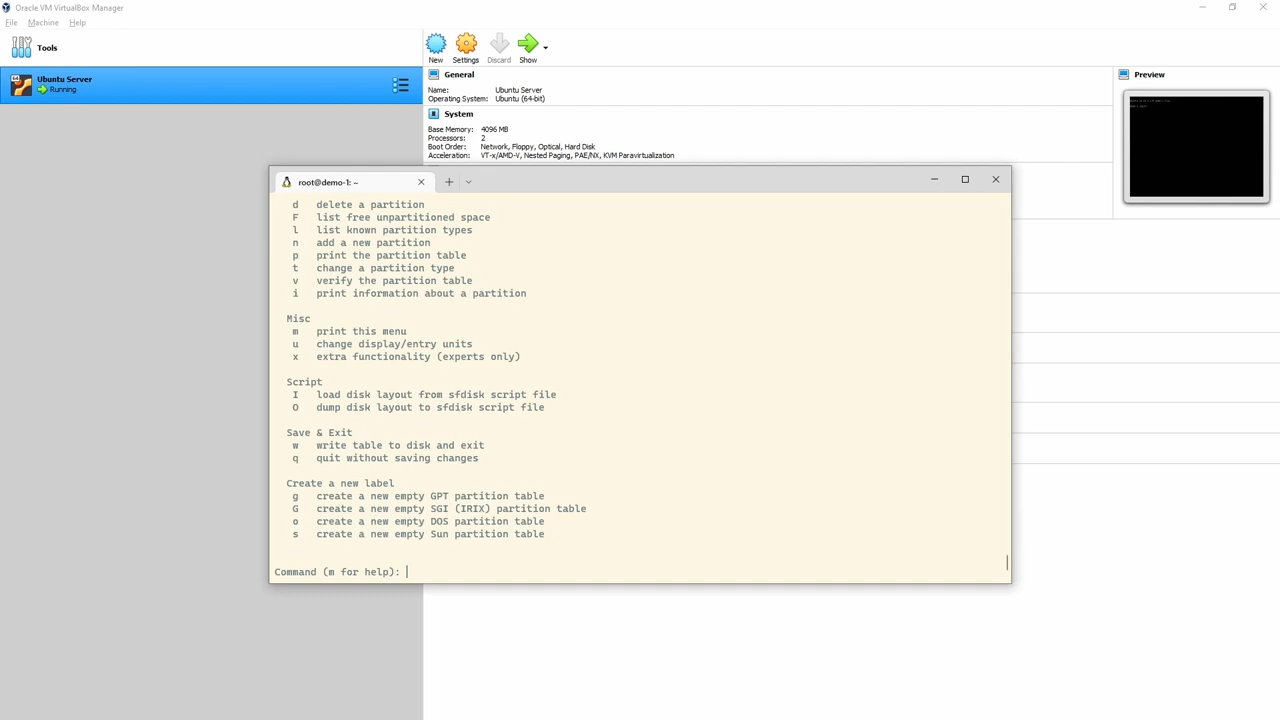 Oracle VM VirtualBox Manager
File Machine Help
Tools
New Settings Discard Show
Ubuntu Server
Running
General
Name: Ubuntu Server
Operating System: Ubuntu (64-bit)
System
Base Memory: 4096 MB
Processors: 2
Boot Order: Network, Floppy, Optical, Hard Disk
Acceleration: VT-x/AMD-V, Nested Paging, PAE/NX, KVM Paravirtualization
Preview
root@demo-1: ~
d delete a partition
F list free unpartitioned space
l list known partition types
n add a new partition
p print the partition table
t change a partition type
v verify the partition table
i print information about a partition
Misc
m print this menu
u change display/entry units
x extra functionality (experts only)
Script
I load disk layout from sfdisk script file
O dump disk layout to sfdisk script file
Save & Exit
w write table to disk and exit
q quit without saving changes
Create a new label
g create a new empty GPT partition table
G create a new empty SGI (IRIX) partition table
o create a new empty DOS partition table
s create a new empty Sun partition table
Command (m for help):